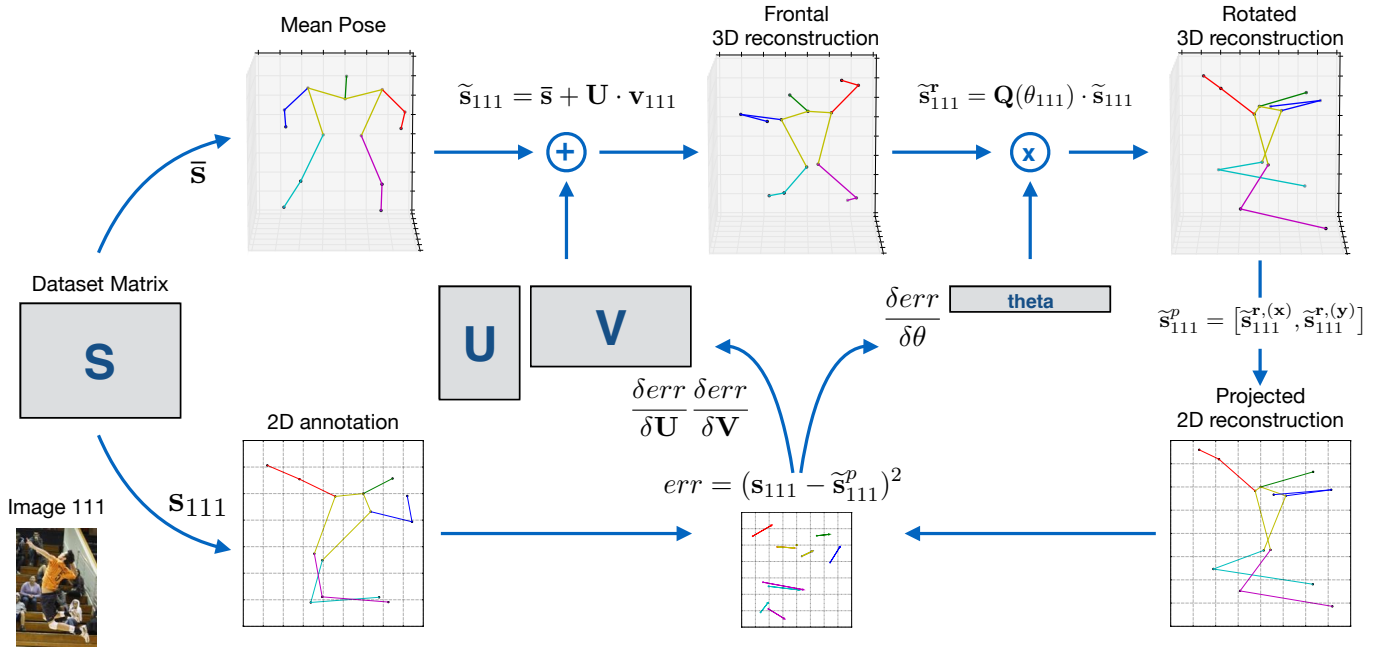 Mean Pose
Frontal
3D reconstruction
Rotated
3D reconstruction
s̃₁₁₁ = s̄ + U · v₁₁₁
s̃ʳ₁₁₁ = Q(θ₁₁₁) · s̃₁₁₁
+
x
s̄
Dataset Matrix
S
U
V
δerr
δθ
theta
s̃ᵖ₁₁₁ = [s̃₁₁₁^{r,(x)}, s̃₁₁₁^{r,(y)}]
δerr δerr
δU δV
2D annotation
Projected
2D reconstruction
err = (s₁₁₁ − s̃ᵖ₁₁₁)²
Image 111
s₁₁₁